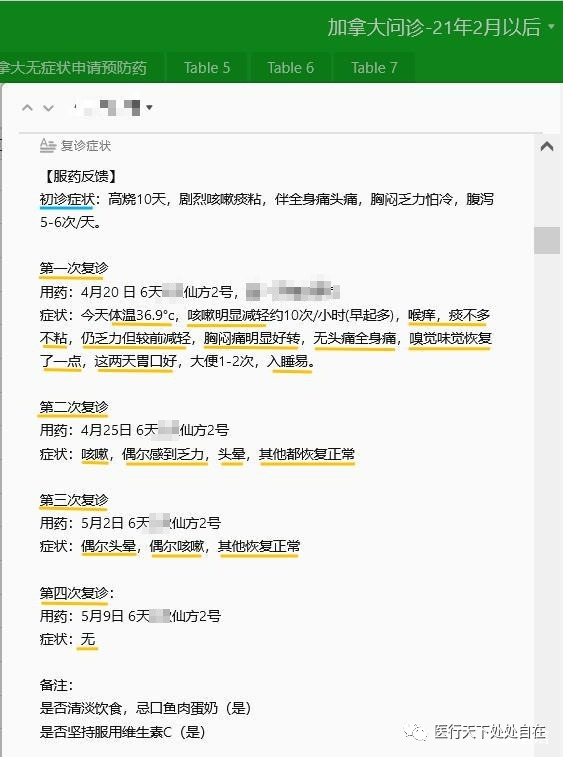 加拿大问诊-21年2月以后
拿大无症状申请预防药 Table 5 Table 6 Table 7
复诊症状
【服药反馈】
初诊症状：高烧10天，剧烈咳嗽痰粘，伴全身痛头痛，胸闷乏力怕冷，腹泻
5-6次/天。
第一次复诊
用药：4月20 日 6天 仙方2号，
症状：今天体温36.9°c，咳嗽明显减轻约10次/小时(早起多)，喉痒，痰不多
不粘，仍乏力但较前减轻，胸闷痛明显好转，无头痛全身痛，嗅觉味觉恢复
了一点，这两天胃口好，大便1-2次，入睡易。
第二次复诊
用药：4月25日 6天 仙方2号
症状：咳嗽，偶尔感到乏力，头晕，其他都恢复正常
第三次复诊
用药：5月2日 6天 仙方2号
症状：偶尔头晕，偶尔咳嗽，其他恢复正常
第四次复诊：
用药：5月9日 6天 仙方2号
症状：无
备注：
是否清淡饮食，忌口鱼肉蛋奶（是）
是否坚持服用维生素C（是）
医行天下处处自在